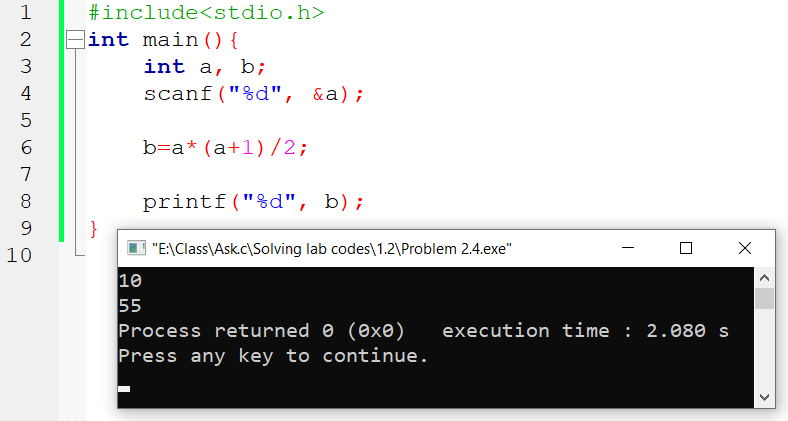 1 #include<stdio.h>
2 int main(){
3 int a, b;
4 scanf("%d", &a);
5
6 b=a*(a+1)/2;
7
8 printf("%d", b);
9 }
10
"E:\Class\Ask.c\Solving lab codes\1.2\Problem 2.4.exe"
10
55
Process returned 0 (0x0)   execution time : 2.080 s
Press any key to continue.